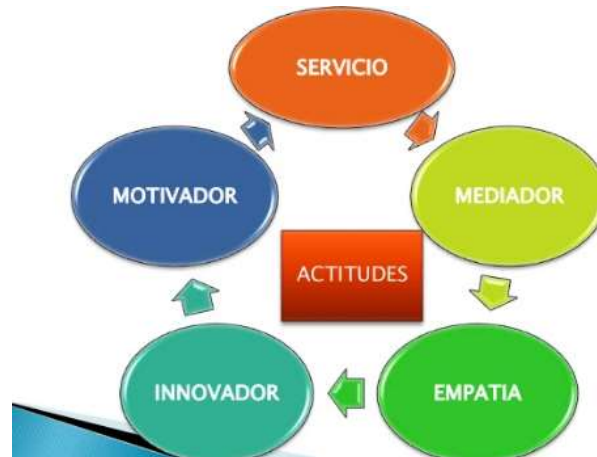 SERVICIO
MOTIVADOR
MEDIADOR
ACTITUDES
INNOVADOR
EMPATIA